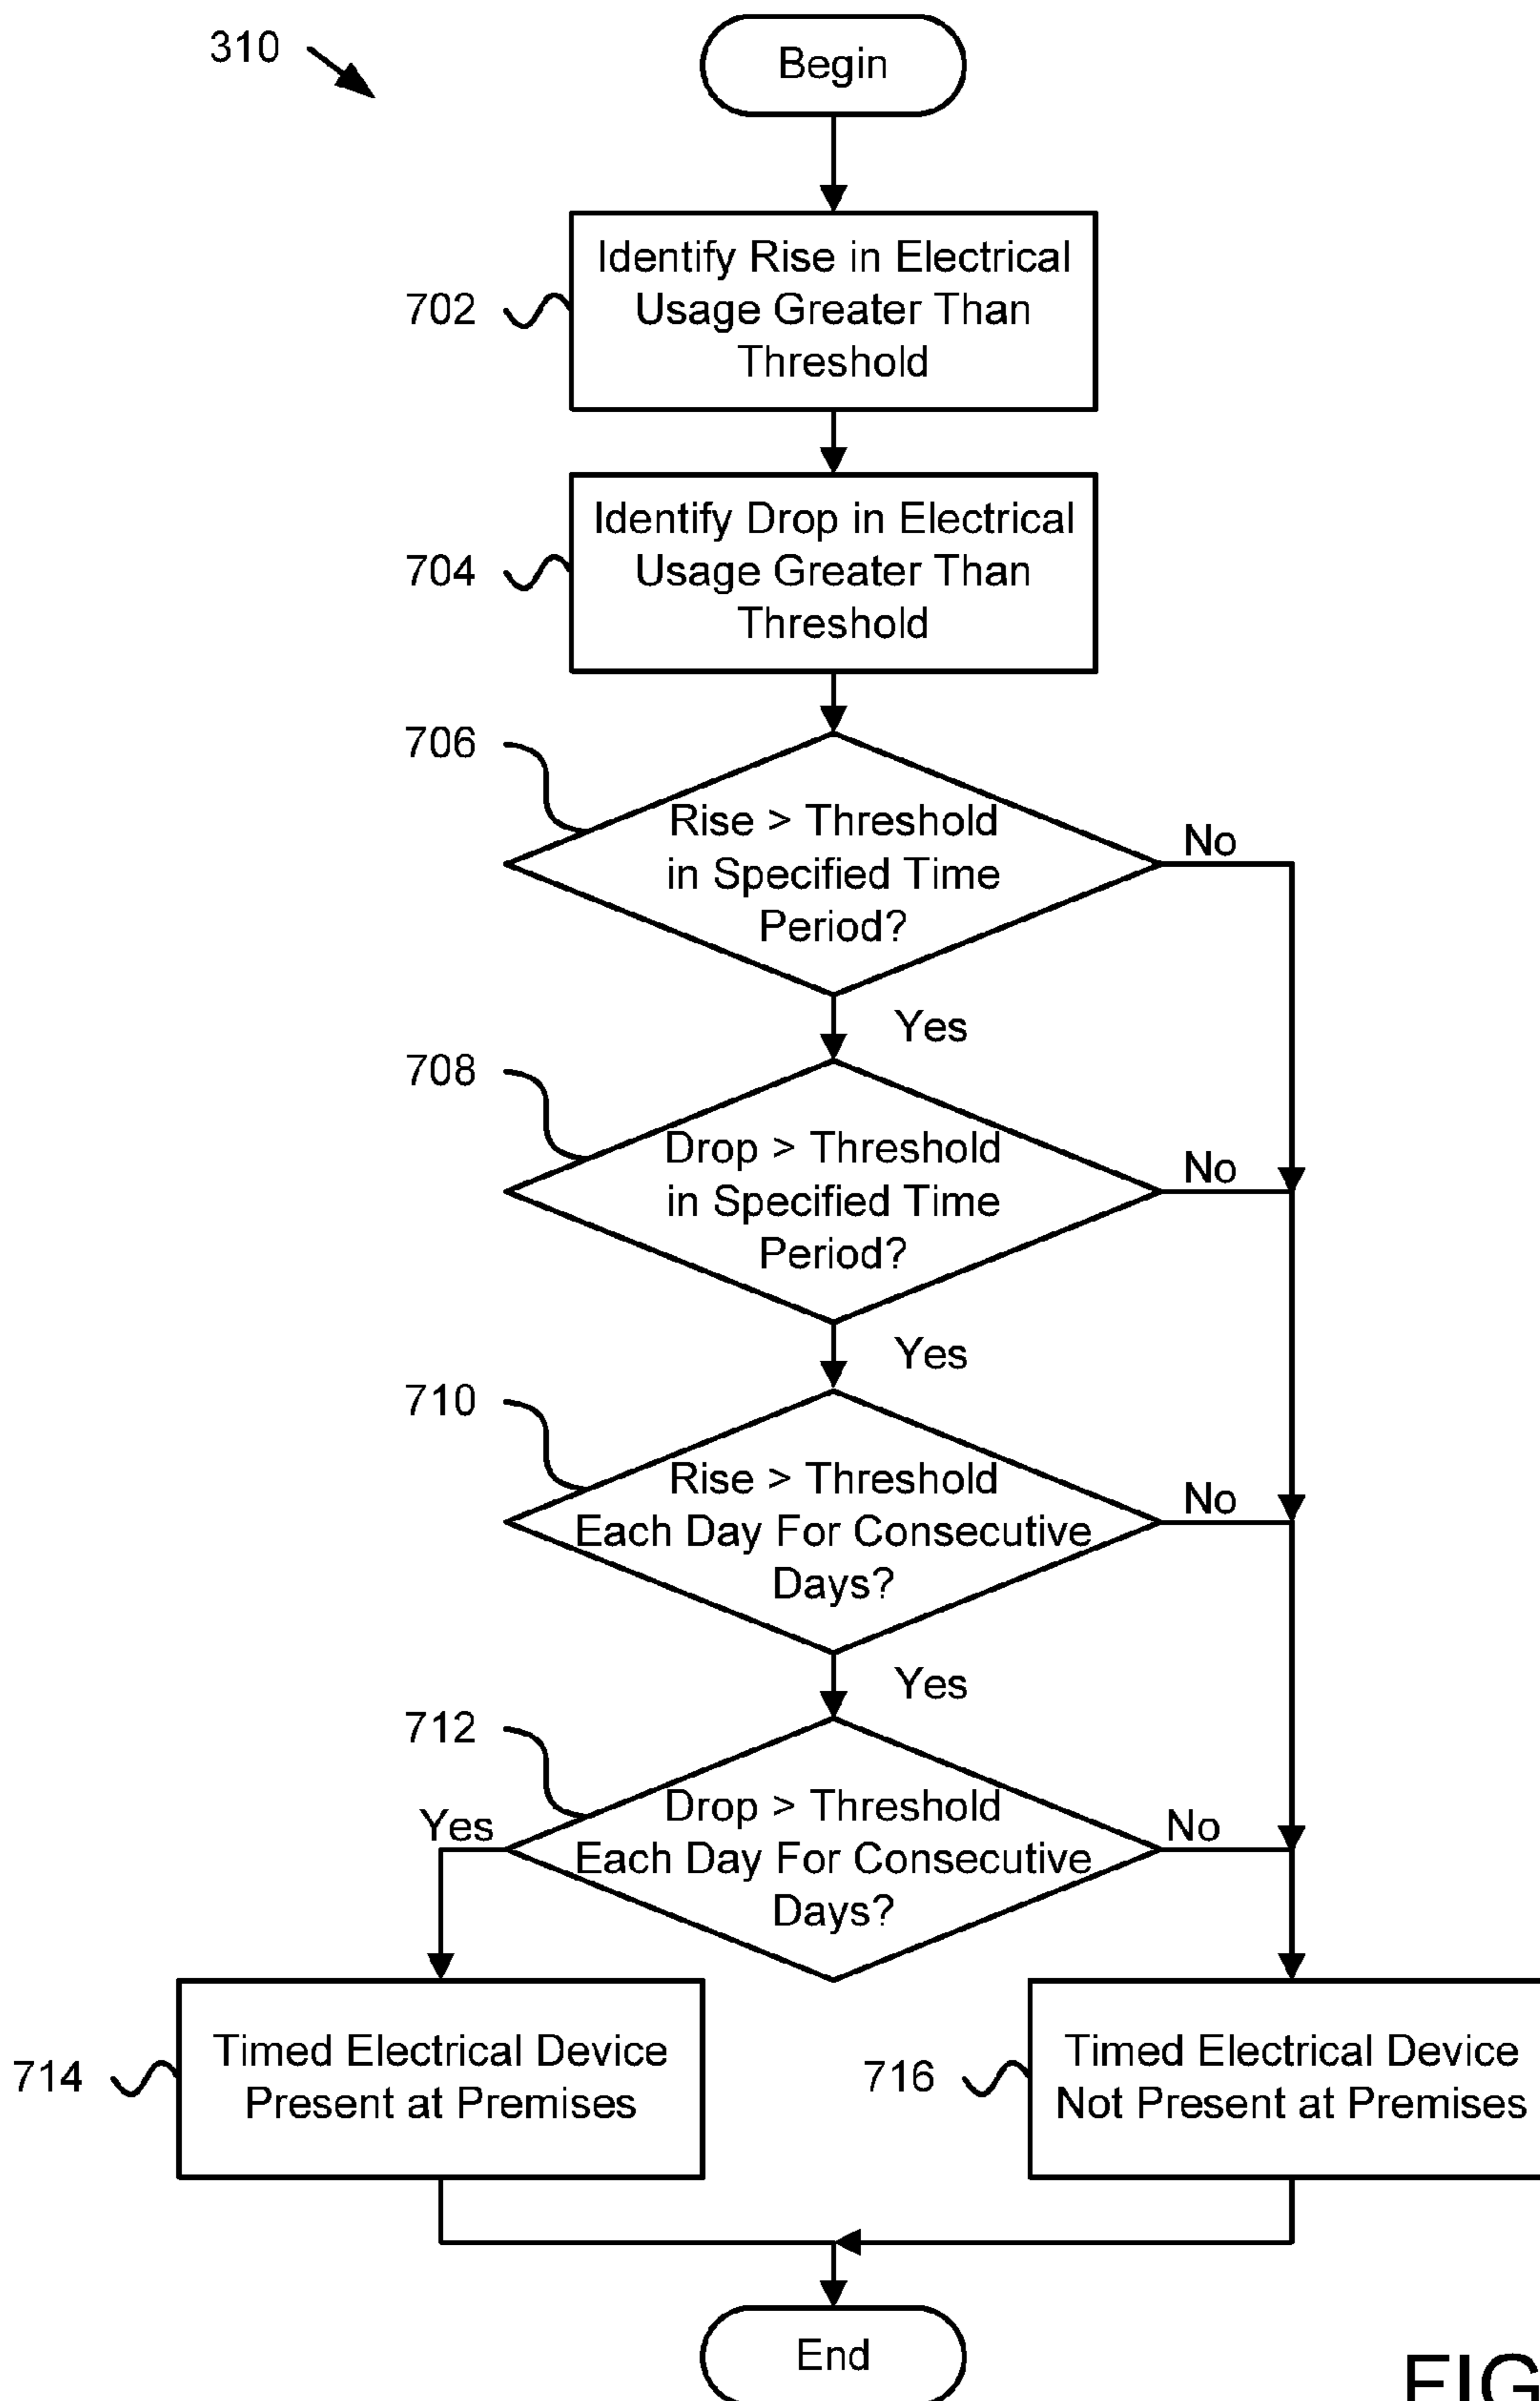 310
Begin
Identify Rise in Electrical
Usage Greater Than
Threshold
702
Identify Drop in Electrical
Usage Greater Than
Threshold
704
706
Rise > Threshold
in Specified Time
Period?
No
Yes
708
Drop > Threshold
in Specified Time
Period?
No
Yes
710
Rise > Threshold
Each Day For Consecutive
Days?
No
Yes
712
Drop > Threshold
Each Day For Consecutive
Days?
Yes
No
714
Timed Electrical Device
Present at Premises
716
Timed Electrical Device
Not Present at Premises
End
FIG